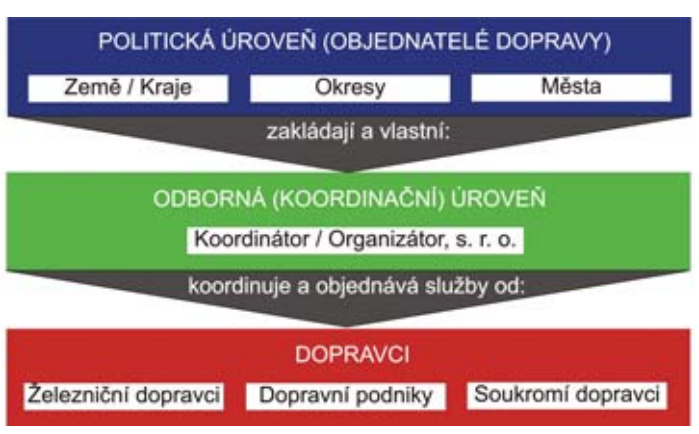 POLITICKÁ ÚROVEŇ (OBJEDNATELÉ DOPRAVY)
Země / Kraje
Okresy
Města
zakládají a vlastní:
ODBORNÁ (KOORDINAČNÍ) ÚROVEŇ
Koordinátor / Organizátor, s. r. o.
koordinuje a objednává služby od:
DOPRAVCI
Železniční dopravci
Dopravní podniky
Soukromí dopravci